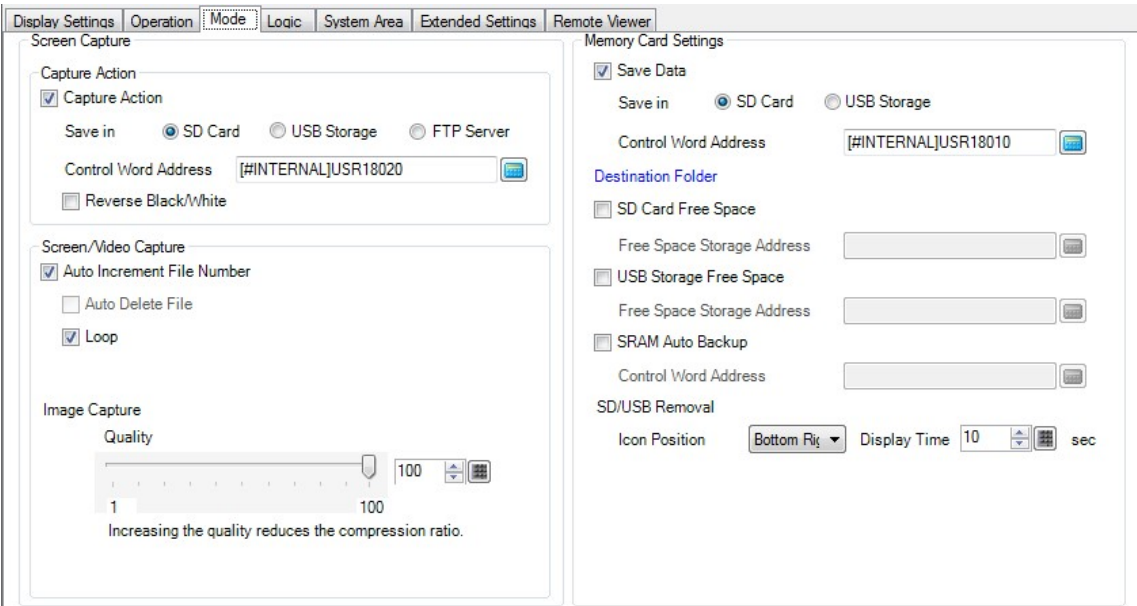 Display Settings Operation Mode Logic System Area Extended Settings Remote Viewer
Screen Capture
Capture Action
Capture Action
Save in SD Card USB Storage FTP Server
Control Word Address [#INTERNAL]USR18020
Reverse Black/White
Screen/Video Capture
Auto Increment File Number
Auto Delete File
Loop
Image Capture
Quality
100
1 100
Increasing the quality reduces the compression ratio.
Memory Card Settings
Save Data
Save in SD Card USB Storage
Control Word Address [#INTERNAL]USR18010
Destination Folder
SD Card Free Space
Free Space Storage Address
USB Storage Free Space
Free Space Storage Address
SRAM Auto Backup
Control Word Address
SD/USB Removal
Icon Position Bottom Rig Display Time 10 sec